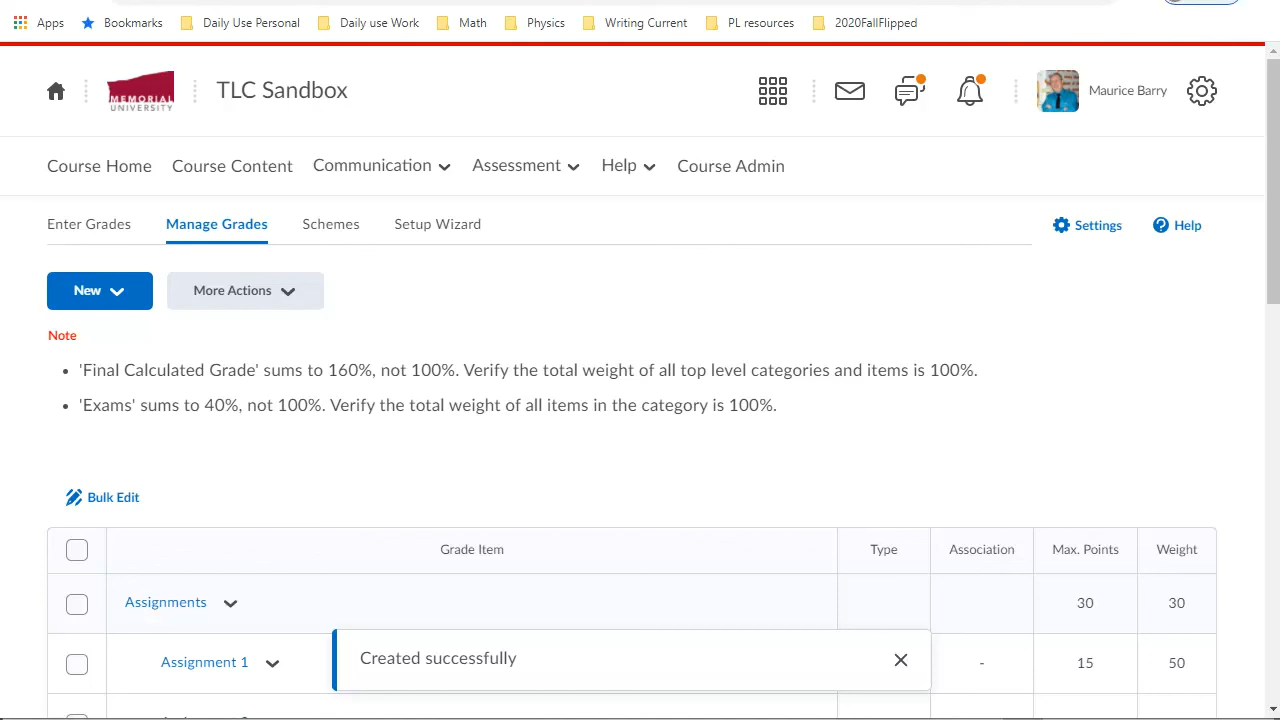 Apps Bookmarks Daily Use Personal Daily use Work Math Physics Writing Current PL resources 2020FallFlipped
MEMORIAL
UNIVERSITY
TLC Sandbox
Maurice Barry
Course Home Course Content Communication Assessment Help Course Admin
Enter Grades Manage Grades Schemes Setup Wizard Settings Help
New More Actions
Note
• 'Final Calculated Grade' sums to 160%, not 100%. Verify the total weight of all top level categories and items is 100%.
• 'Exams' sums to 40%, not 100%. Verify the total weight of all items in the category is 100%.
Bulk Edit
Grade Item Type Association Max. Points Weight
Assignments 30 30
Assignment 1 - 15 50
Created successfully